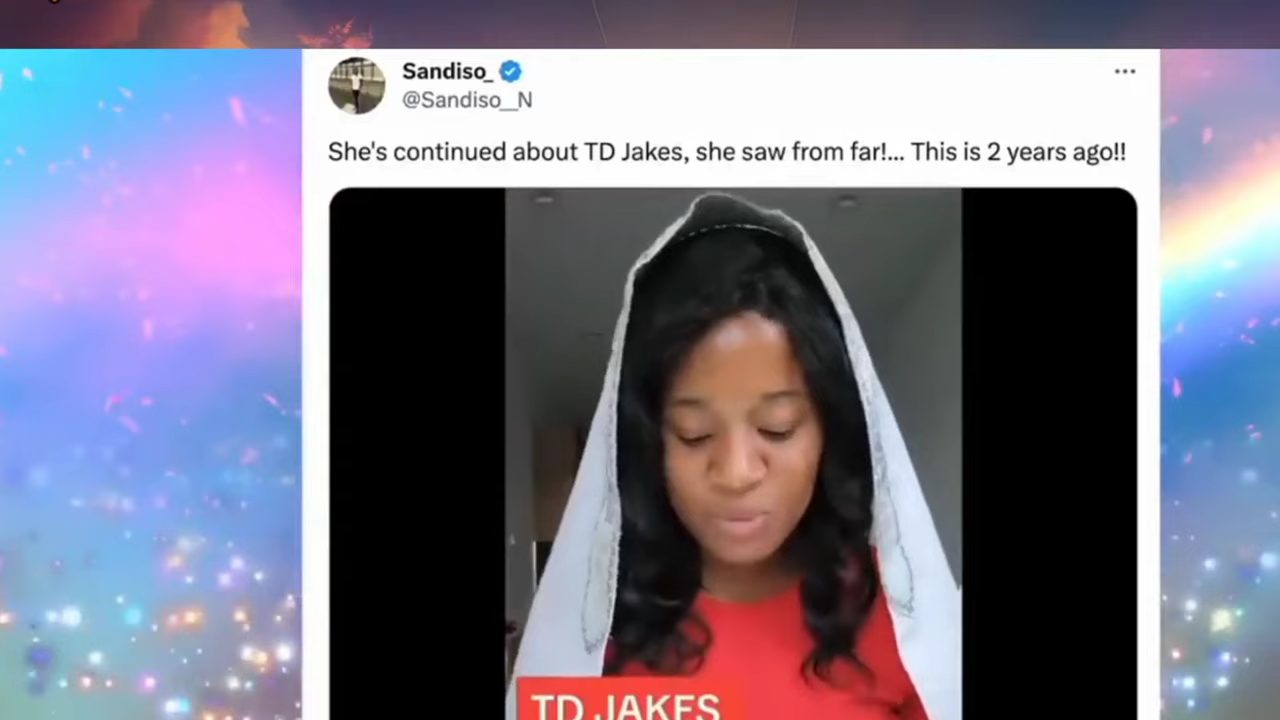 Sandiso_
@Sandiso__N
She's continued about TD Jakes, she saw from far!... This is 2 years ago!!
TD JAKES